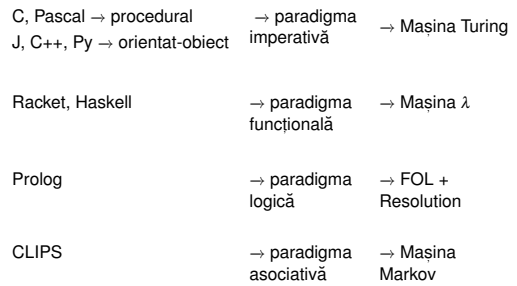 C, Pascal → procedural → paradigma
J, C++, Py → orientat-obiect imperativă → Mașina Turing
Racket, Haskell → paradigma → Mașina λ
funcțională
Prolog → paradigma → FOL +
logică Resolution
CLIPS → paradigma → Mașina
asociativă Markov